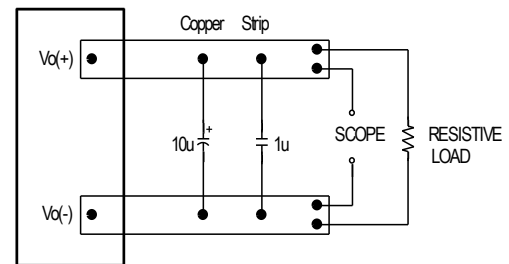 Copper Strip
Vo(+)
10u
+
1u
SCOPE
RESISTIVE
LOAD
Vo(-)